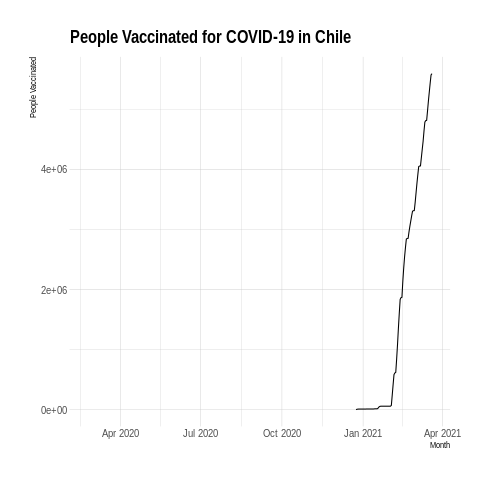 People Vaccinated for COVID-19 in Chile
People Vaccinated
4e+06
2e+06
0e+00
Apr 2020
Jul 2020
Oct 2020
Jan 2021
Apr 2021
Month